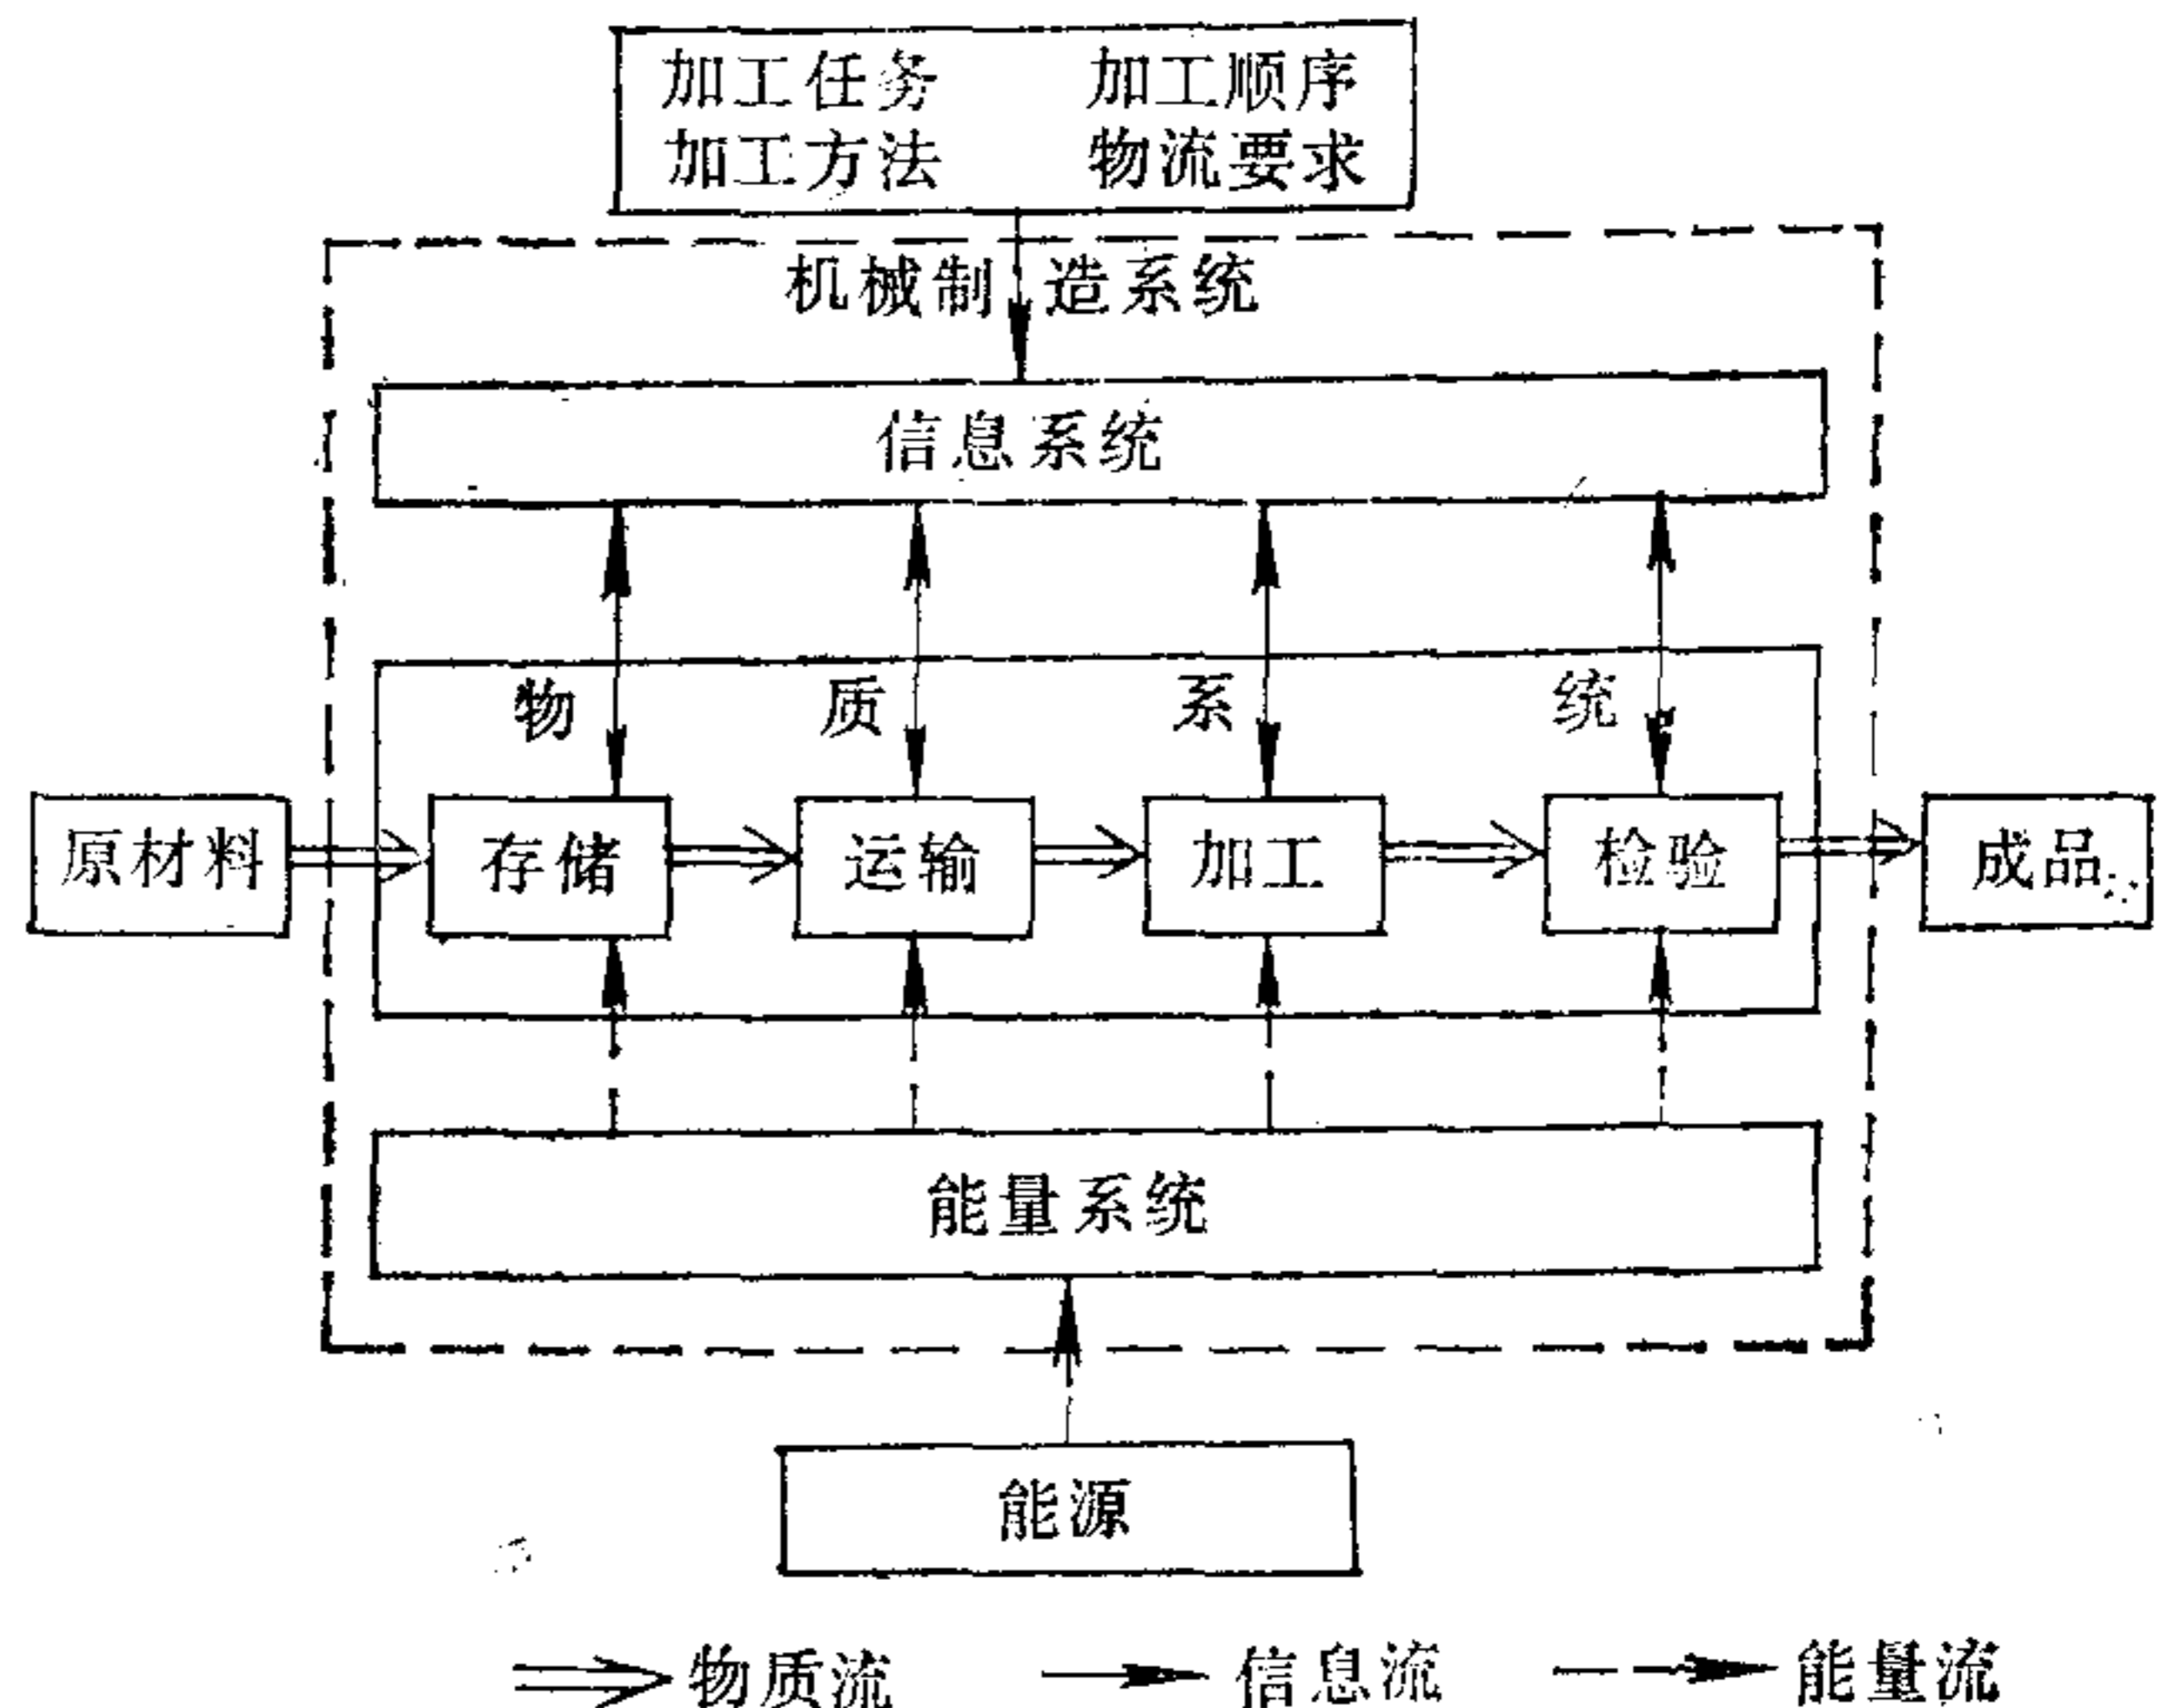 加工任务 加工顺序
加工方法 物流要求
机械制造系统
信息系统
物质系统
原材料 存储 运输 加工 检验 成品
能量系统
能源
物质流 信息流 能量流